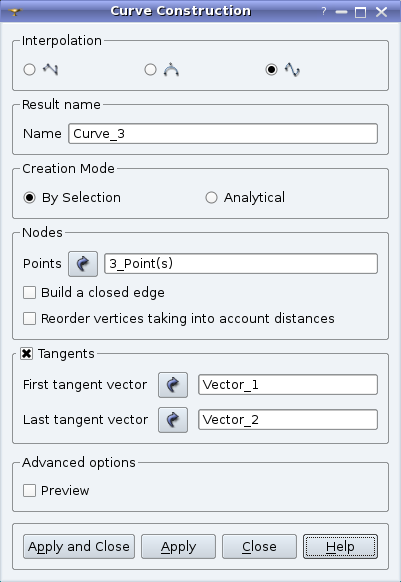 Curve Construction
Interpolation
Result name
Name Curve_3
Creation Mode
By Selection Analytical
Nodes
Points 3_Point(s)
Build a closed edge
Reorder vertices taking into account distances
Tangents
First tangent vector Vector_1
Last tangent vector Vector_2
Advanced options
Preview
Apply and Close Apply Close Help